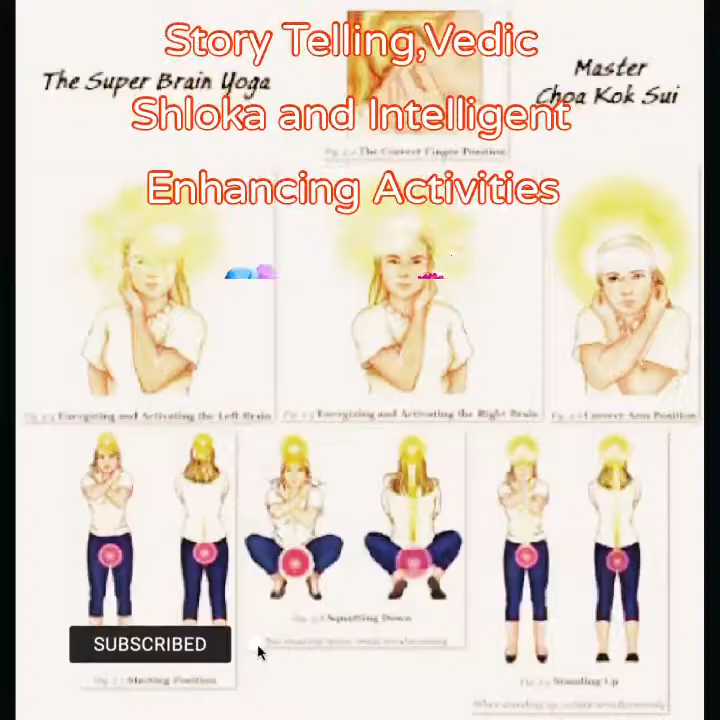 Story Telling,Vedic
The Super Brain Yoga
Master
Choa Kok Sui
Shloka and Intelligent
The Correct Finger Position
Enhancing Activities
Energizing and Activating the Left Brain
Energizing and Activating the Right Brain
Correct Arm Position
Squatting Down
SUBSCRIBED
Starting Position
Standing Up